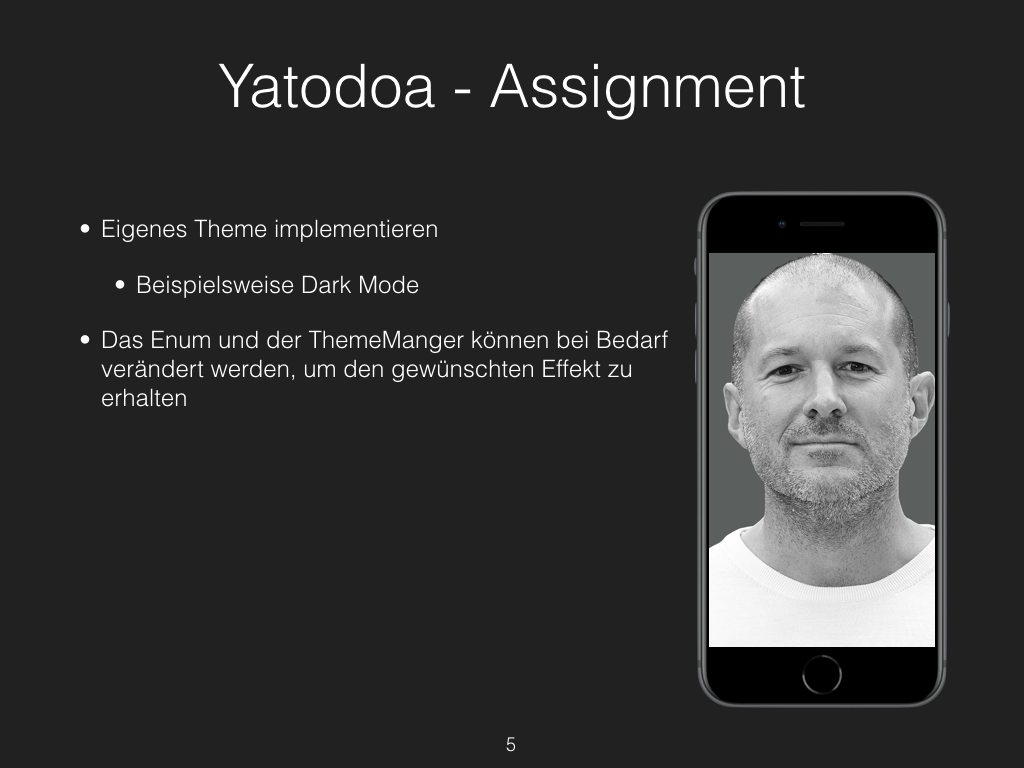 Yatodoa - Assignment
• Eigenes Theme implementieren
• Beispielsweise Dark Mode
• Das Enum und der ThemeManger können bei Bedarf
verändert werden, um den gewünschten Effekt zu
erhalten
5